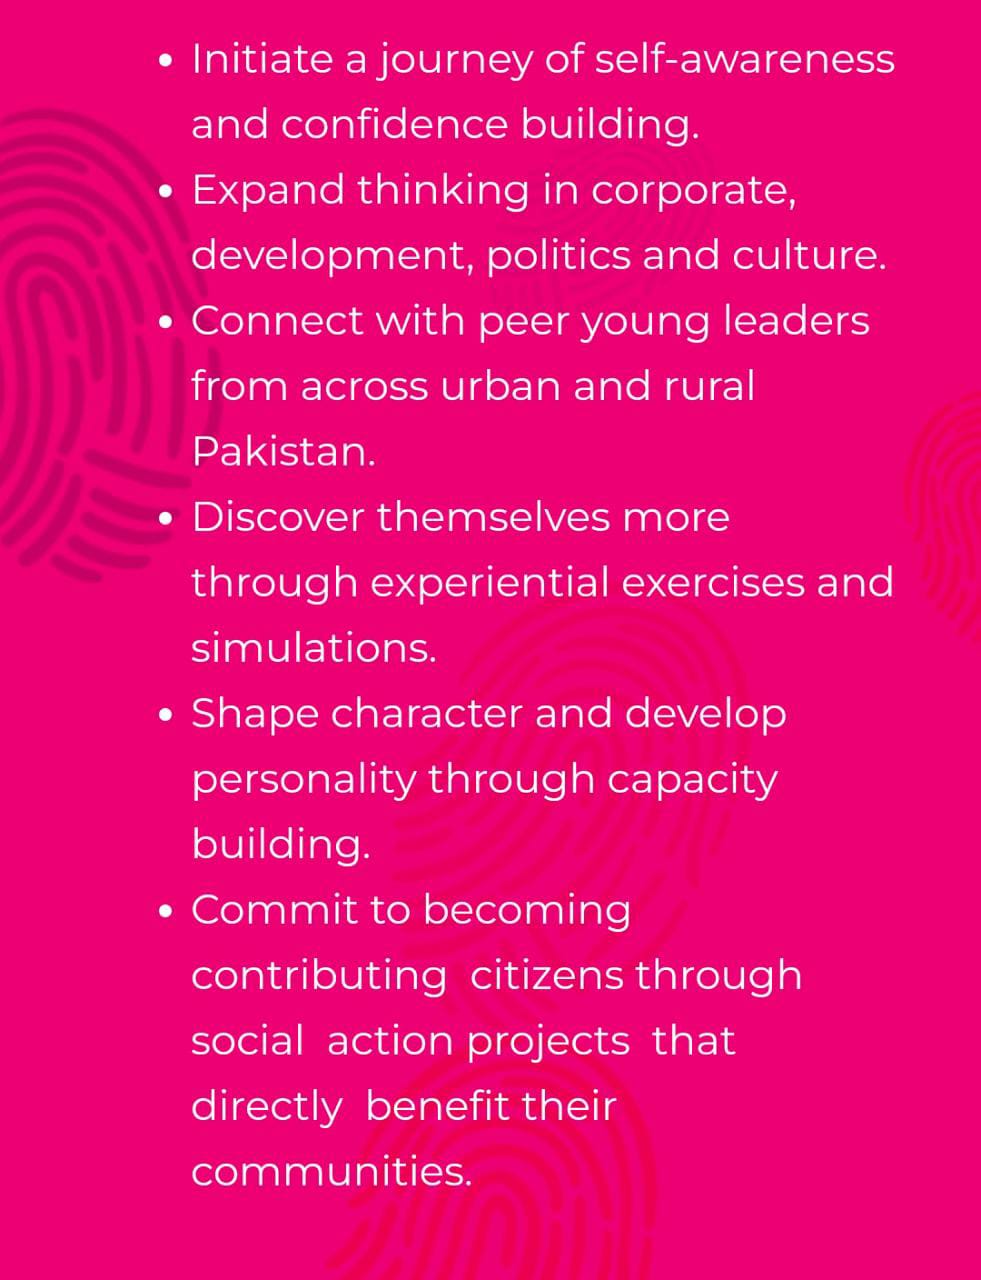 • Initiate a journey of self-awareness
and confidence building.
• Expand thinking in corporate,
development, politics and culture.
• Connect with peer young leaders
from across urban and rural
Pakistan.
• Discover themselves more
through experiential exercises and
simulations.
• Shape character and develop
personality through capacity
building.
• Commit to becoming
contributing  citizens through
social  action projects  that
directly  benefit their
communities.